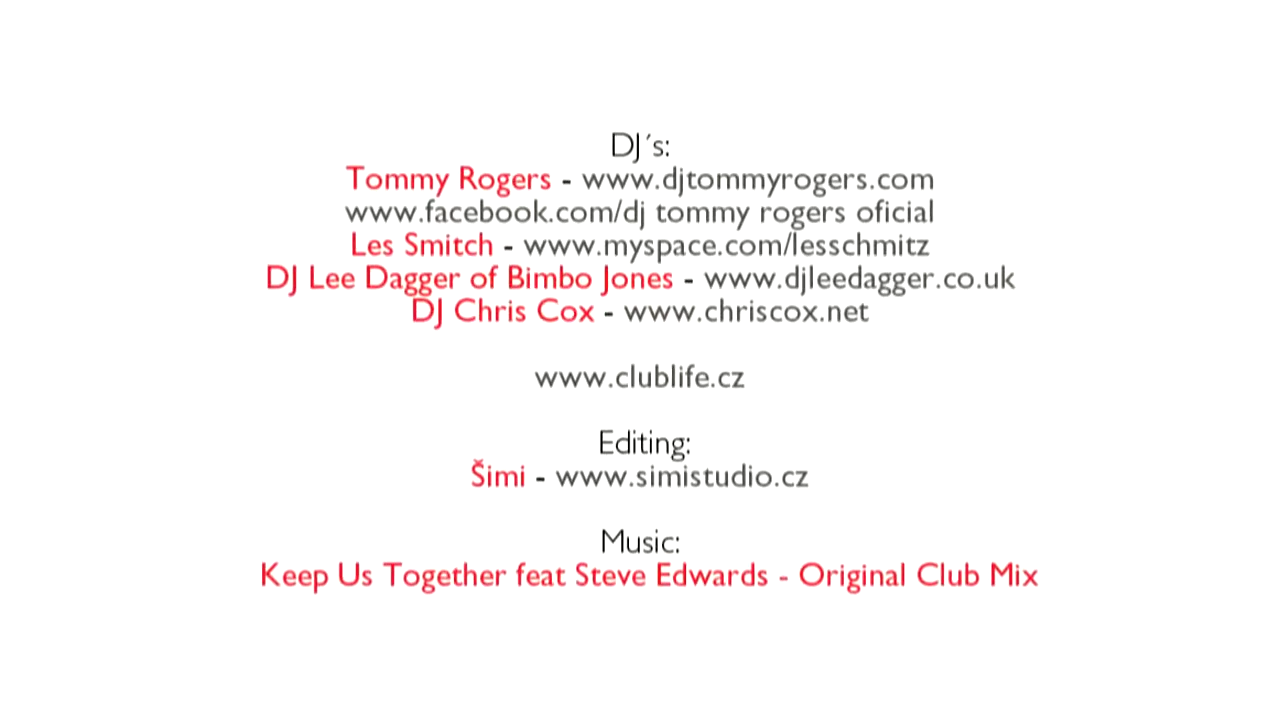 DJ´s:
Tommy Rogers - www.djtommyrogers.com
www.facebook.com/dj tommy rogers oficial
Les Smitch - www.myspace.com/lesschmitz
DJ Lee Dagger of Bimbo Jones - www.djleedagger.co.uk
DJ Chris Cox - www.chriscox.net
www.clublife.cz
Editing:
Šimi - www.simistudio.cz
Music:
Keep Us Together feat Steve Edwards - Original Club Mix